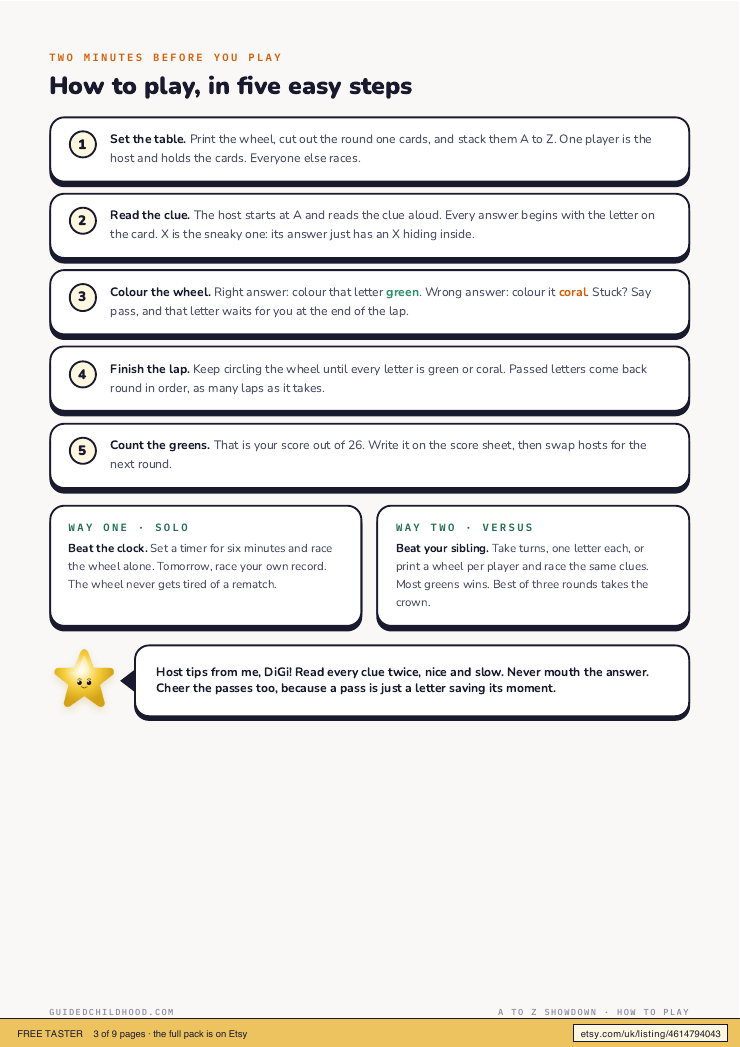 TWO MINUTES BEFORE YOU PLAY
How to play, in five easy steps
1
Set the table. Print the wheel, cut out the round one cards, and stack them A to Z. One player is the
host and holds the cards. Everyone else races.
2
Read the clue. The host starts at A and reads the clue aloud. Every answer begins with the letter on
the card. X is the sneaky one: its answer just has an X hiding inside.
3
Colour the wheel. Right answer: colour that letter green. Wrong answer: colour it coral. Stuck? Say
pass, and that letter waits for you at the end of the lap.
4
Finish the lap. Keep circling the wheel until every letter is green or coral. Passed letters come back
round in order, as many laps as it takes.
5
Count the greens. That is your score out of 26. Write it on the score sheet, then swap hosts for the
next round.
WAY ONE · SOLO
Beat the clock. Set a timer for six minutes and race
the wheel alone. Tomorrow, race your own record.
The wheel never gets tired of a rematch.
WAY TWO · VERSUS
Beat your sibling. Take turns, one letter each, or
print a wheel per player and race the same clues.
Most greens wins. Best of three rounds takes the
crown.
Host tips from me, DiGi! Read every clue twice, nice and slow. Never mouth the answer.
Cheer the passes too, because a pass is just a letter saving its moment.
GUIDEDCHILDHOOD.COM
A TO Z SHOWDOWN · HOW TO PLAY
FREE TASTER 3 of 9 pages · the full pack is on Etsy
etsy.com/uk/listing/4614794043